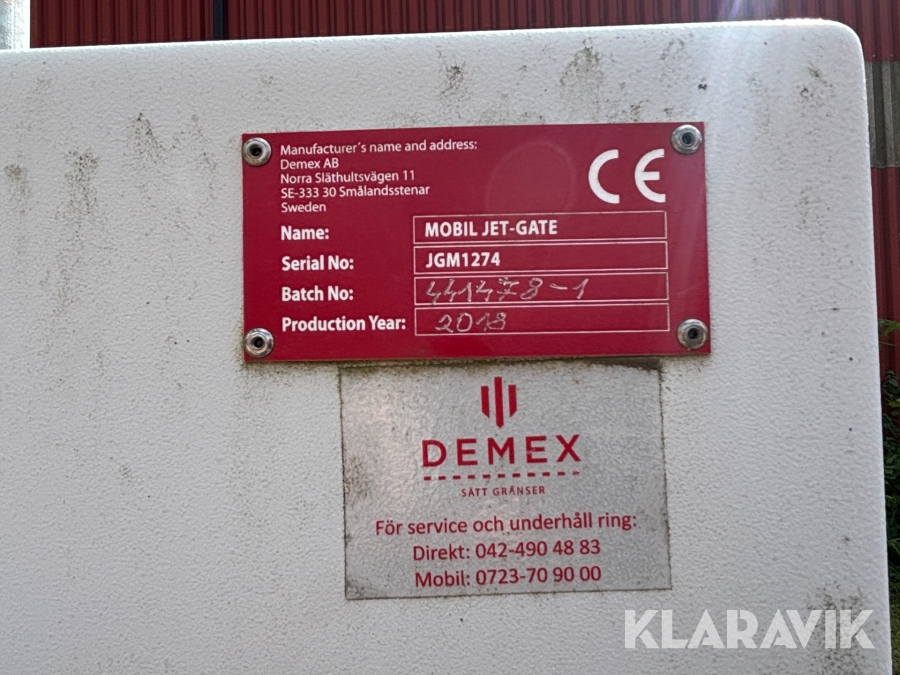 Manufacturer's name and address:
Demex AB
Norra Släthultsvägen 11
SE-333 30 Smålandsstenar
Sweden
CE
Name: MOBIL JET-GATE
Serial No: JGM1274
Batch No: 441478-1
Production Year: 2018
DEMEX
SÄTT GRÄNSER
För service och underhåll ring:
Direkt: 042-490 48 83
Mobil: 0723-70 90 00
KLARAVIK